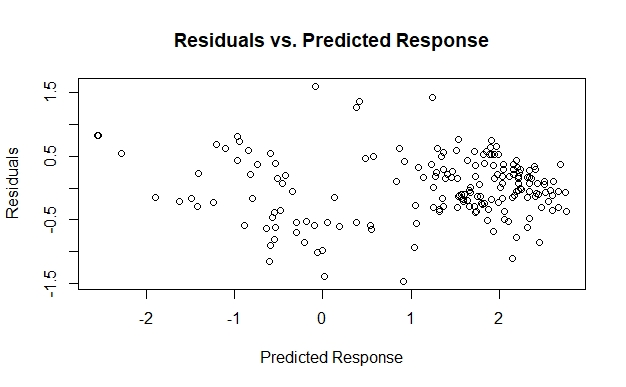 Residuals vs. Predicted Response
1.5
0.5
-0.5
-1.5
Residuals
-2 -1 0 1 2
Predicted Response